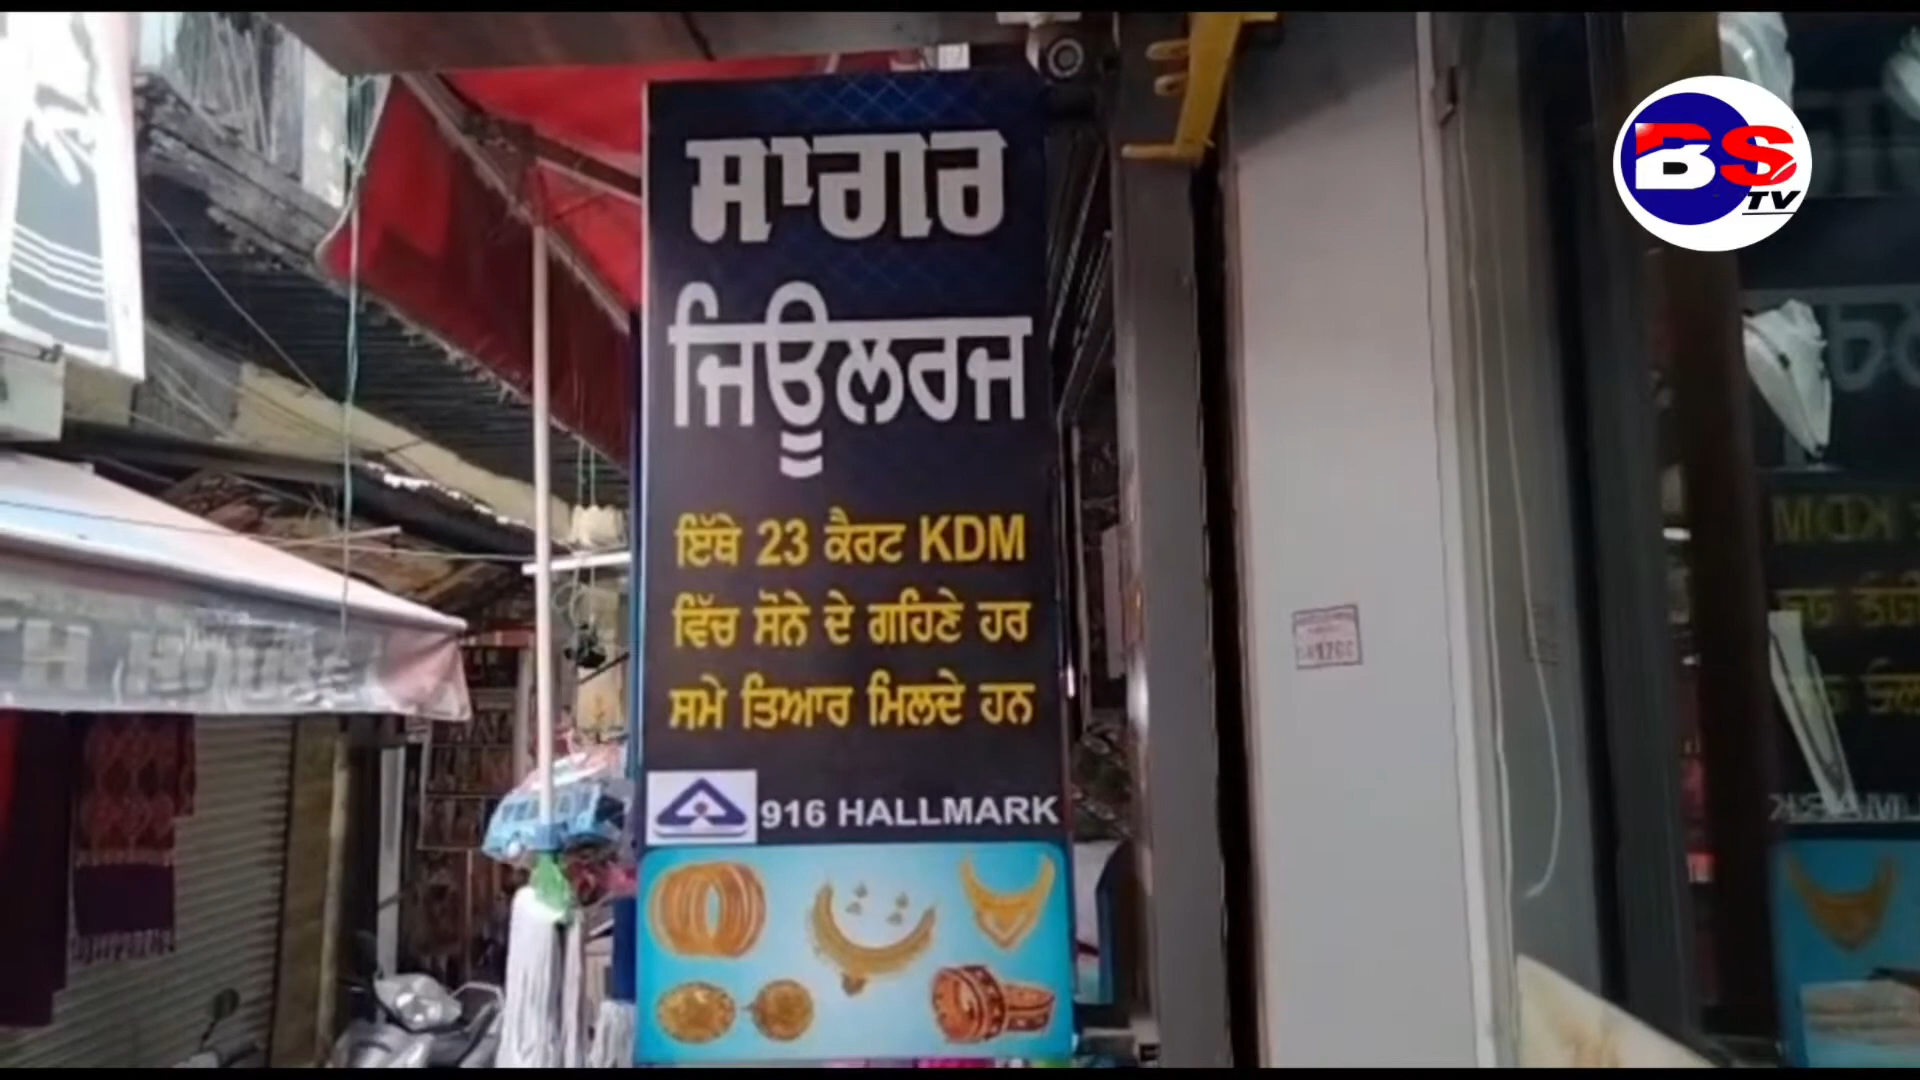 BS
TV
ਸਾਗਰ
ਜਿਊਲਰਜ
ਇੱਥੇ 23 ਕੈਰਟ KDM
ਵਿੱਚ ਸੋਨੇ ਦੇ ਗਹਿਣੇ ਹਰ
ਸਮੇ ਤਿਆਰ ਮਿਲਦੇ ਹਨ
916 HALLMARK